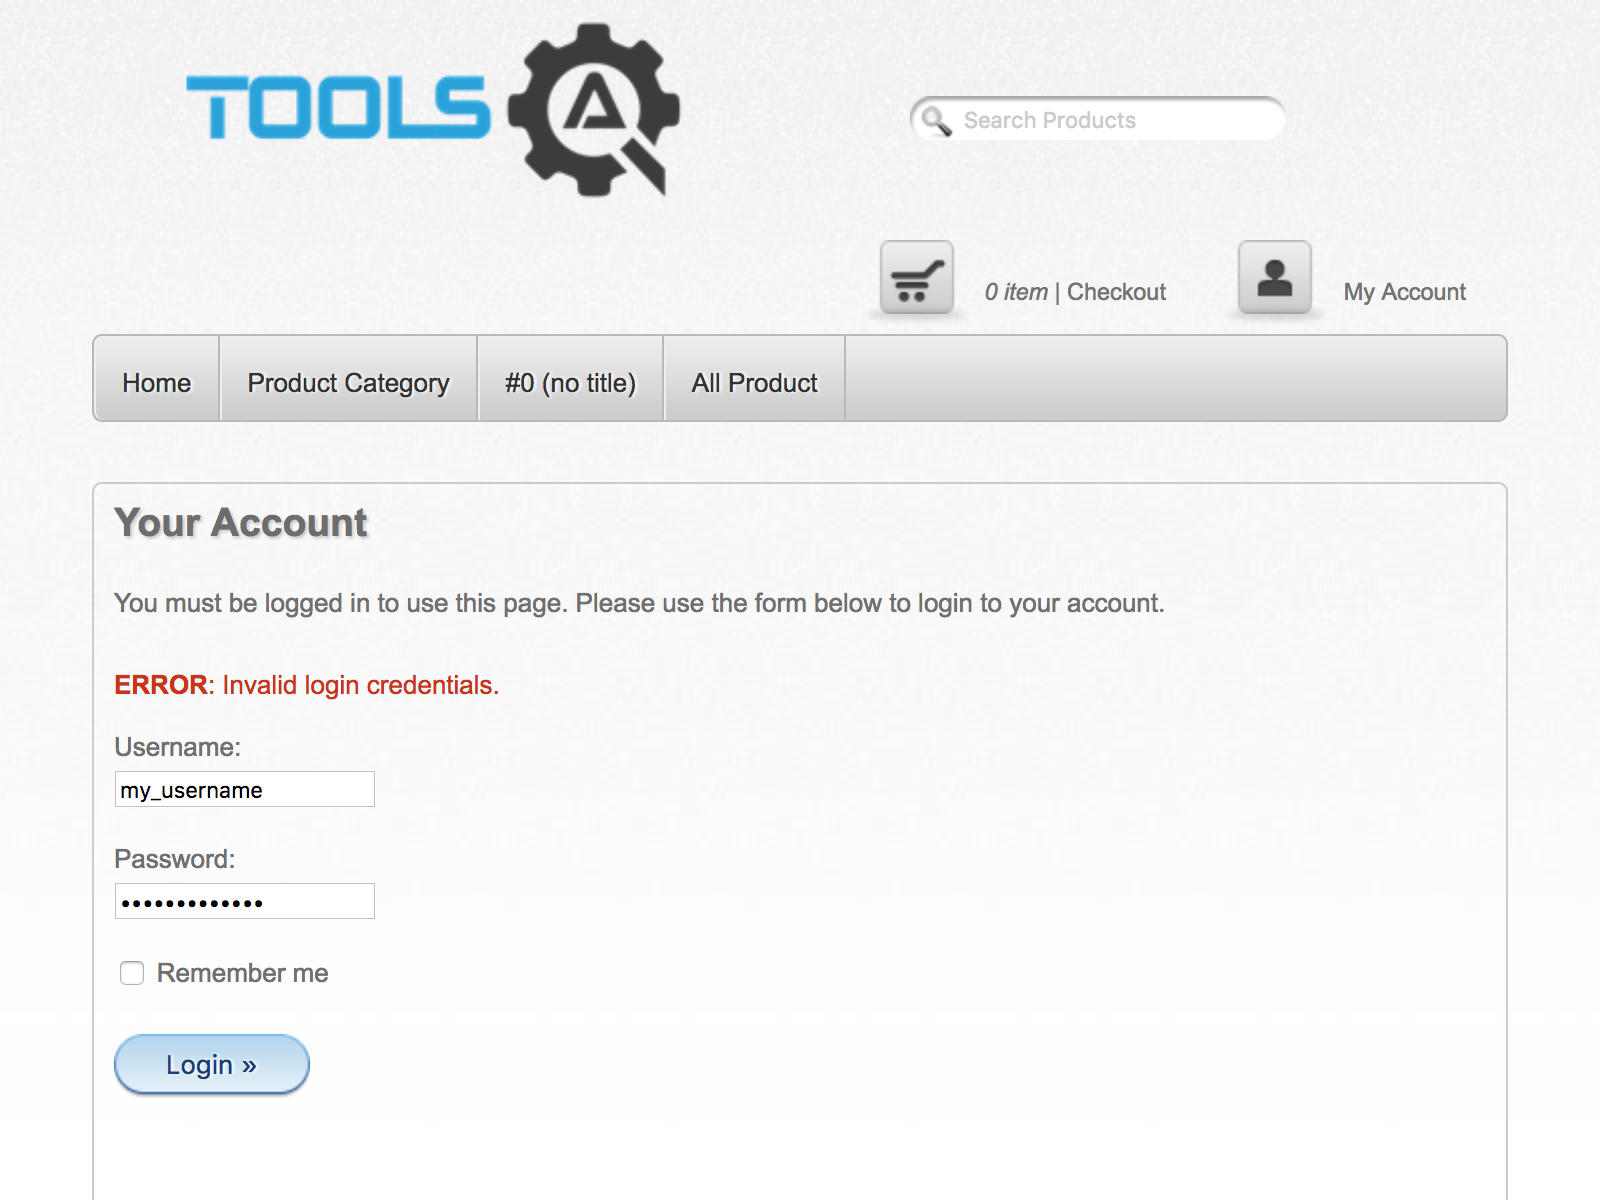 TOOLS QA
Search Products
0 item | Checkout
My Account
Home
Product Category
#0 (no title)
All Product
Your Account
You must be logged in to use this page. Please use the form below to login to your account.
ERROR: Invalid login credentials.
Username:
my_username
Password:
•••••••••••••
Remember me
Login »